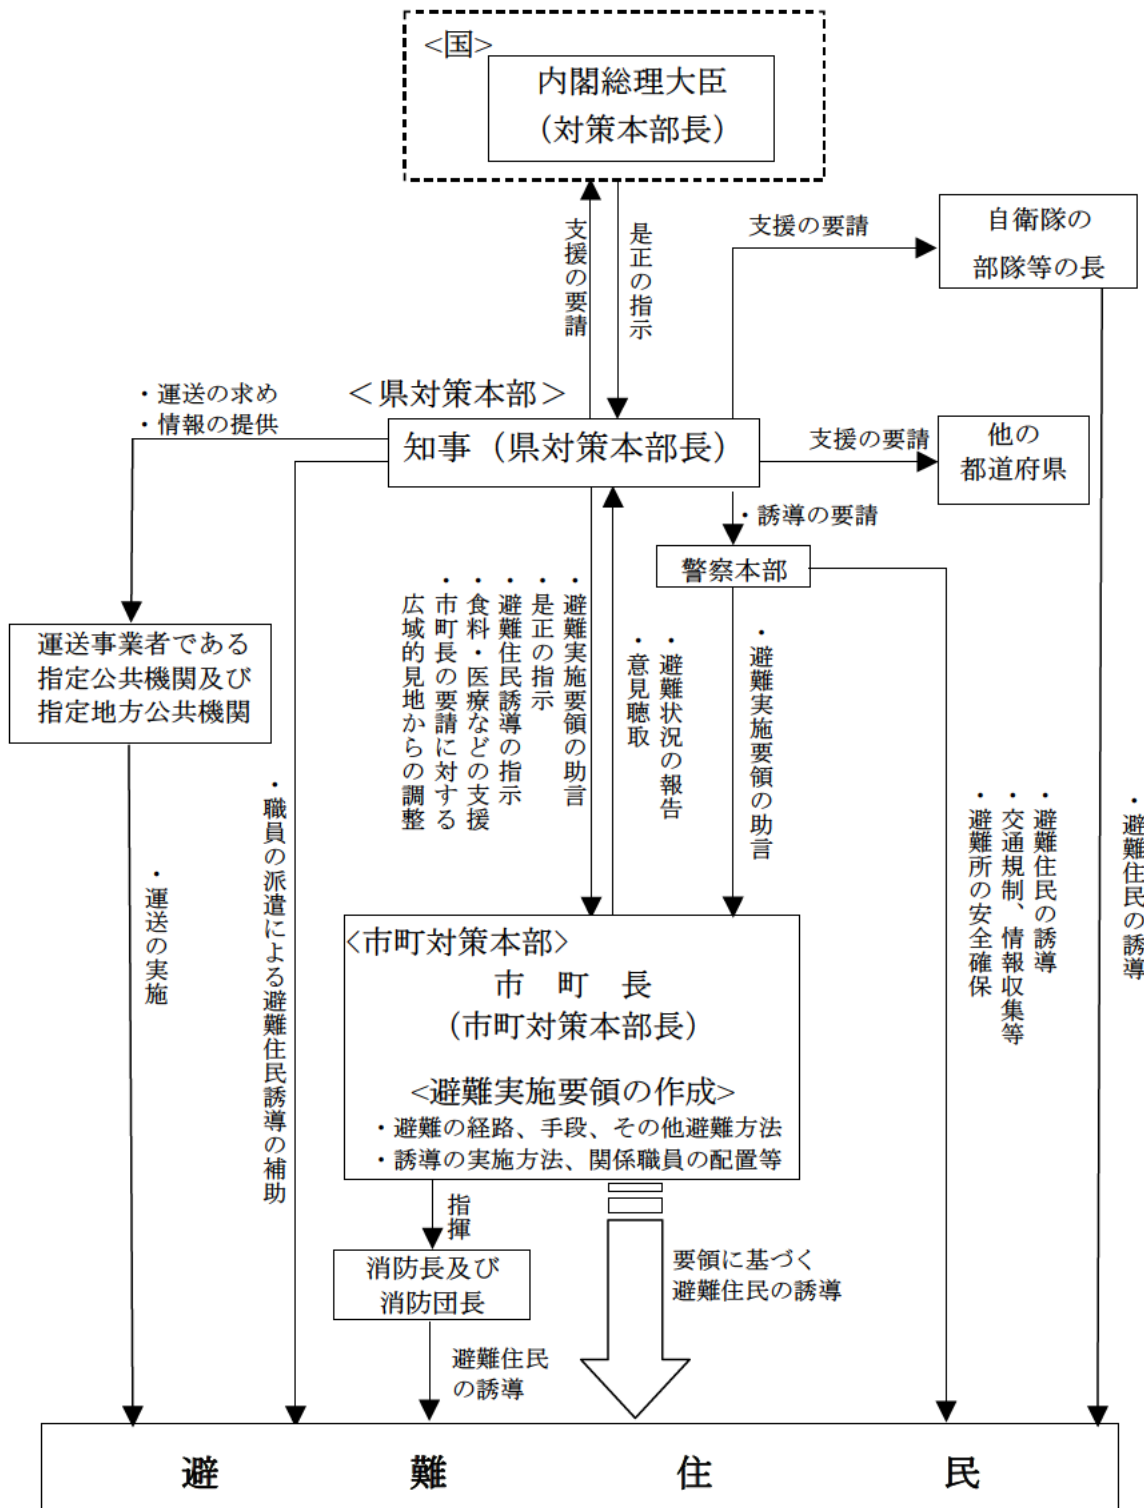 <国>
内閣総理大臣
（対策本部長）
支援の要請
是正の指示
支援の要請
自衛隊の
部隊等の長
・運送の求め
・情報の提供
＜県対策本部＞
知事（県対策本部長）
支援の要請
他の
都道府県
・誘導の要請
警察本部
運送事業者である
指定公共機関及び
指定地方公共機関
・避難実施要領の助言
・是正の指示
・避難住民誘導の指示
・食料・医療などの支援
・市町長の要請に対する
広域的見地からの調整
・避難状況の報告
・意見聴取
・避難実施要領の助言
・避難住民の誘導
・交通規制、情報収集等
・避難所の安全確保
・避難住民の誘導
・運送の実施
・職員の派遣による避難住民誘導の補助
<市町対策本部>
市　町　長
（市町対策本部長）
<避難実施要領の作成>
・避難の経路、手段、その他避難方法
・誘導の実施方法、関係職員の配置等
指揮
消防長及び
消防団長
要領に基づく
避難住民の誘導
避難住民
の誘導
避　難　住　民